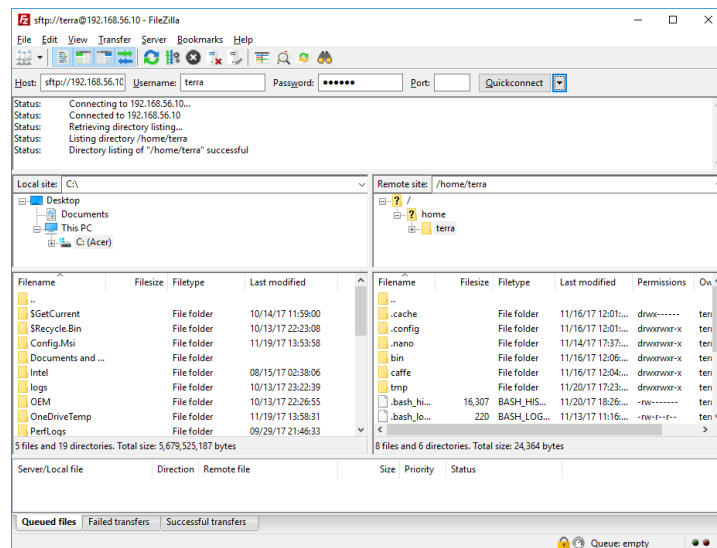 sftp://terra@192.168.56.10 - FileZilla
File Edit View Transfer Server Bookmarks Help
Host: sftp://192.168.56.10 Username: terra Password: ●●●●●● Port: Quickconnect
Status: Connecting to 192.168.56.10...
Status: Connected to 192.168.56.10
Status: Retrieving directory listing...
Status: Listing directory /home/terra
Status: Directory listing of "/home/terra" successful
Local site: C:\
Desktop
Documents
This PC
C: (Acer)
Remote site: /home/terra
/
home
terra
Filename Filesize Filetype Last modified
..
$GetCurrent File folder 10/14/17 11:59:00
$Recycle.Bin File folder 10/13/17 22:23:08
Config.Msi File folder 11/19/17 13:53:58
Documents and ... File folder
Intel File folder 08/15/17 02:38:06
logs File folder 10/13/17 23:22:39
OEM File folder 10/13/17 22:26:55
OneDriveTemp File folder 11/19/17 13:58:31
PerfLogs File folder 09/29/17 21:46:33
5 files and 19 directories. Total size: 5,679,525,187 bytes
Filename Filesize Filetype Last modified Permissions Ow
..
.cache File folder 11/16/17 12:01:... drwx------ terr
.config File folder 11/16/17 12:01:... drwxrwxr-x terr
.nano File folder 11/14/17 17:37:... drwxrwxr-x terr
bin File folder 11/16/17 12:06:... drwxrwxr-x terr
caffe File folder 11/16/17 12:04:... drwxrwxr-x terr
tmp File folder 11/20/17 17:23:... drwxrwxr-x terr
.bash_hi... 16,307 BASH_HIS... 11/20/17 18:26:... -rw------- terr
.bash_lo... 220 BASH_LOG... 11/13/17 11:16:... -rw-r--r-- terr
8 files and 6 directories. Total size: 24,364 bytes
Server/Local file Direction Remote file Size Priority Status
Queued files Failed transfers Successful transfers
Queue: empty